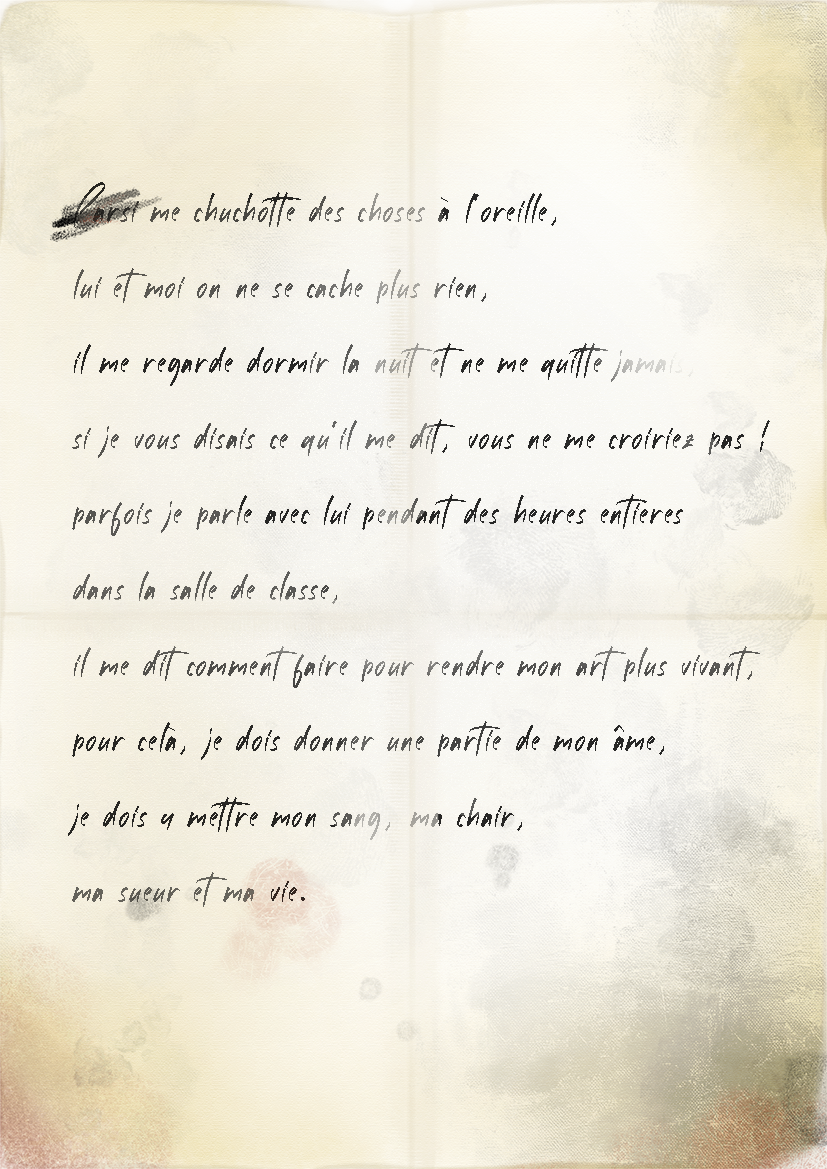 Parsi me chuchotte des choses à l'oreille,
lui et moi on ne se cache plus rien,
il me regarde dormir la nuit et ne me quitte jamais,
si je vous disais ce qu'il me dit, vous ne me croiriez pas !
parfois je parle avec lui pendant des heures entieres
dans la salle de classe,
il me dit comment faire pour rendre mon art plus vivant,
pour celà, je dois donner une partie de mon âme,
je dois y mettre mon sang, ma chair,
ma sueur et ma vie.